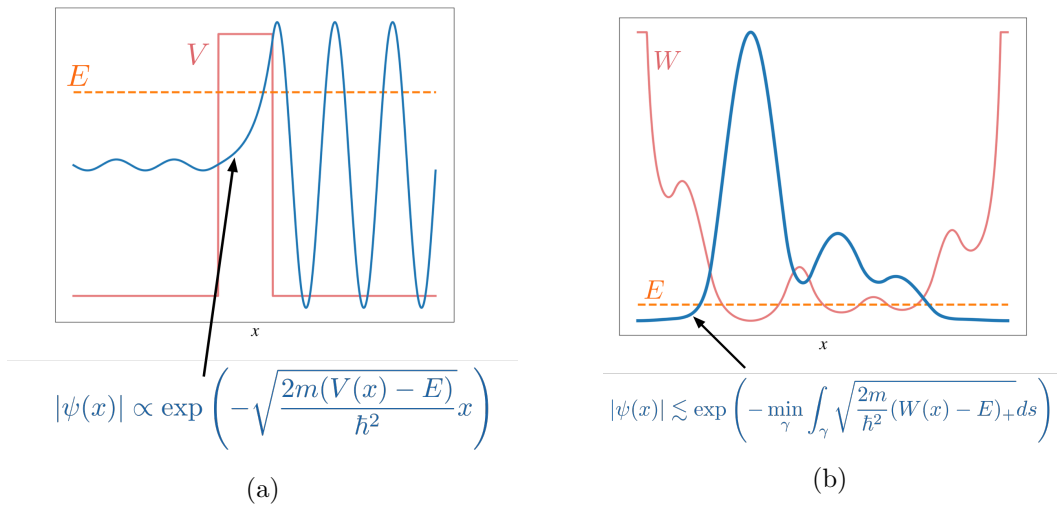 V
E
x
|ψ(x)| ∝ exp(−√(2m(V(x) − E)/ħ²) x)
(a)
W
E
x
|ψ(x)| ≲ exp(−min_γ ∫_γ √(2m/ħ² (W(x) − E)₊) ds)
(b)